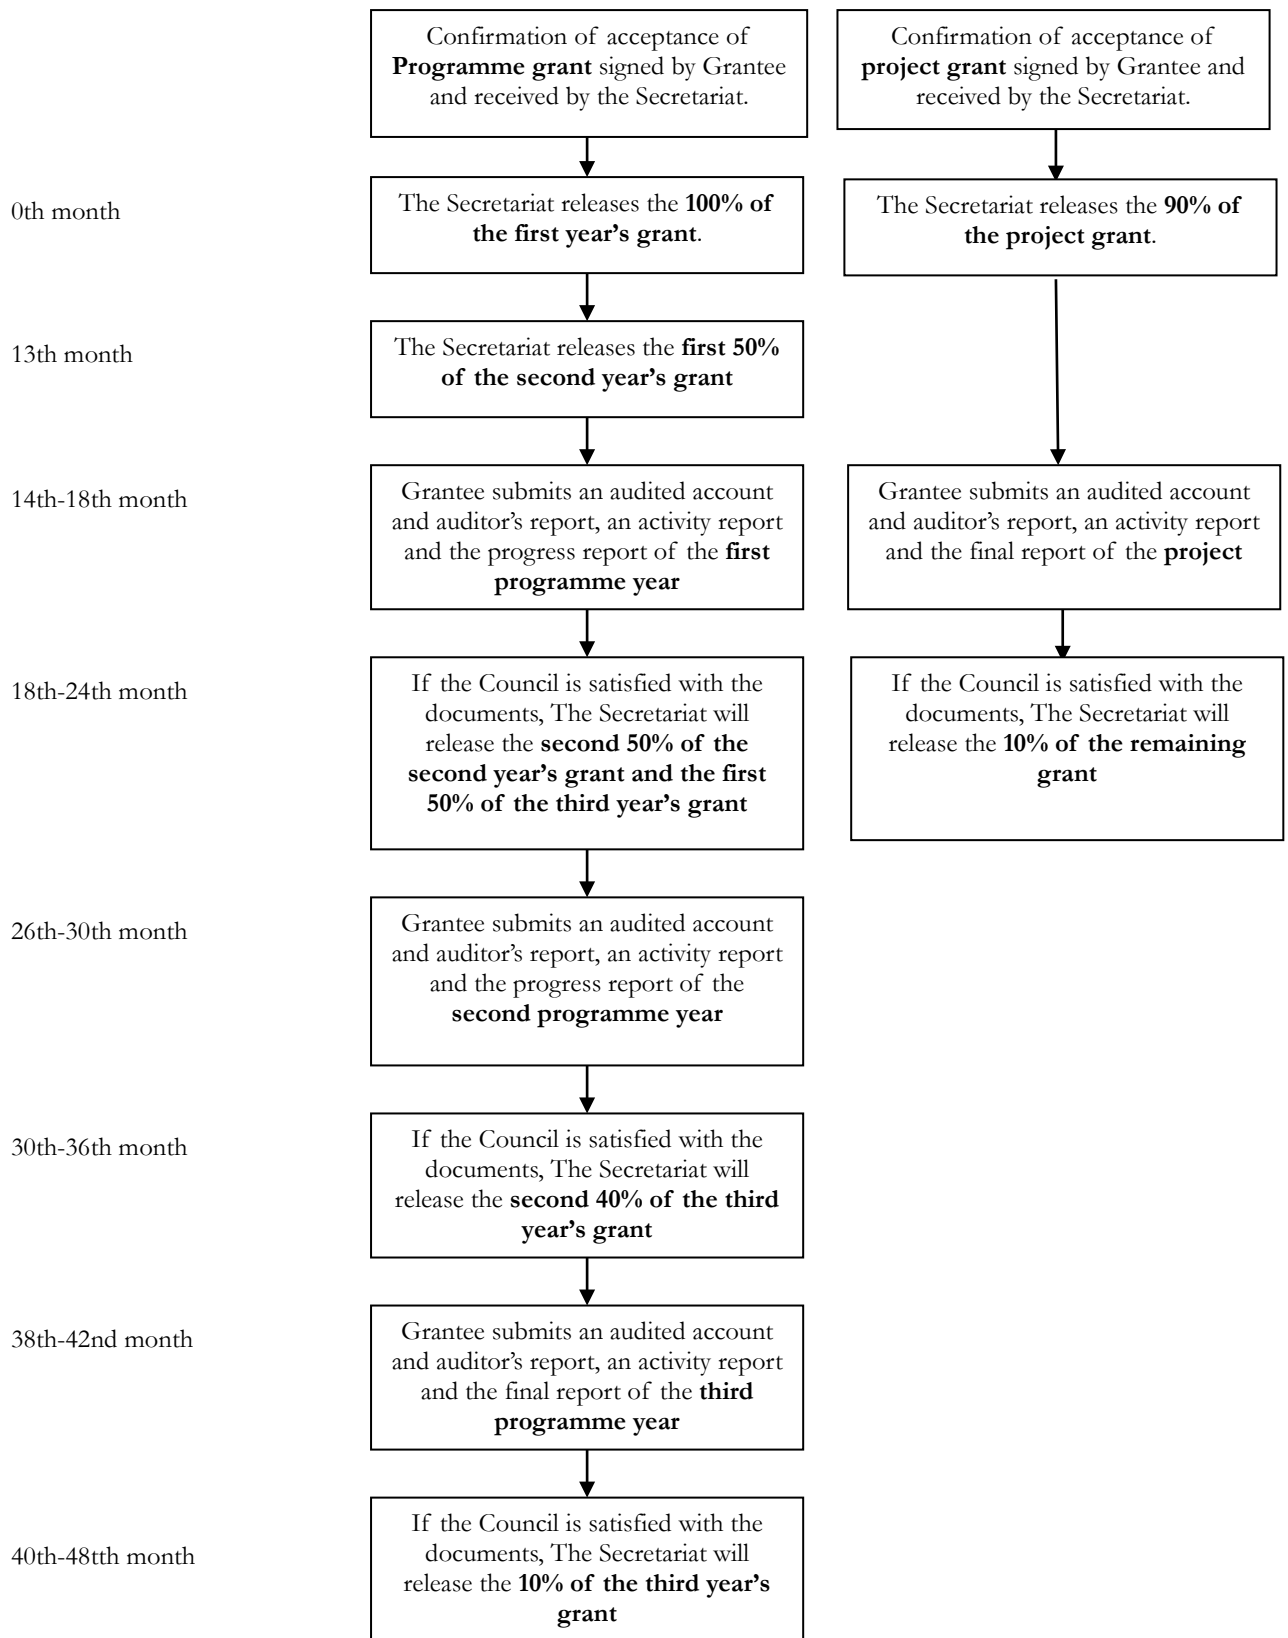 Confirmation of acceptance of
Programme grant signed by Grantee
and received by the Secretariat.
Confirmation of acceptance of
project grant signed by Grantee and
received by the Secretariat.
0th month
The Secretariat releases the 100% of
the first year’s grant.
The Secretariat releases the 90% of
the project grant.
13th month
The Secretariat releases the first 50%
of the second year’s grant
14th-18th month
Grantee submits an audited account
and auditor’s report, an activity report
and the progress report of the first
programme year
Grantee submits an audited account
and auditor’s report, an activity report
and the final report of the project
18th-24th month
If the Council is satisfied with the
documents, The Secretariat will
release the second 50% of the
second year’s grant and the first
50% of the third year’s grant
If the Council is satisfied with the
documents, The Secretariat will
release the 10% of the remaining
grant
26th-30th month
Grantee submits an audited account
and auditor’s report, an activity report
and the progress report of the
second programme year
30th-36th month
If the Council is satisfied with the
documents, The Secretariat will
release the second 40% of the third
year’s grant
38th-42nd month
Grantee submits an audited account
and auditor’s report, an activity report
and the final report of the third
programme year
40th-48tth month
If the Council is satisfied with the
documents, The Secretariat will
release the 10% of the third year’s
grant